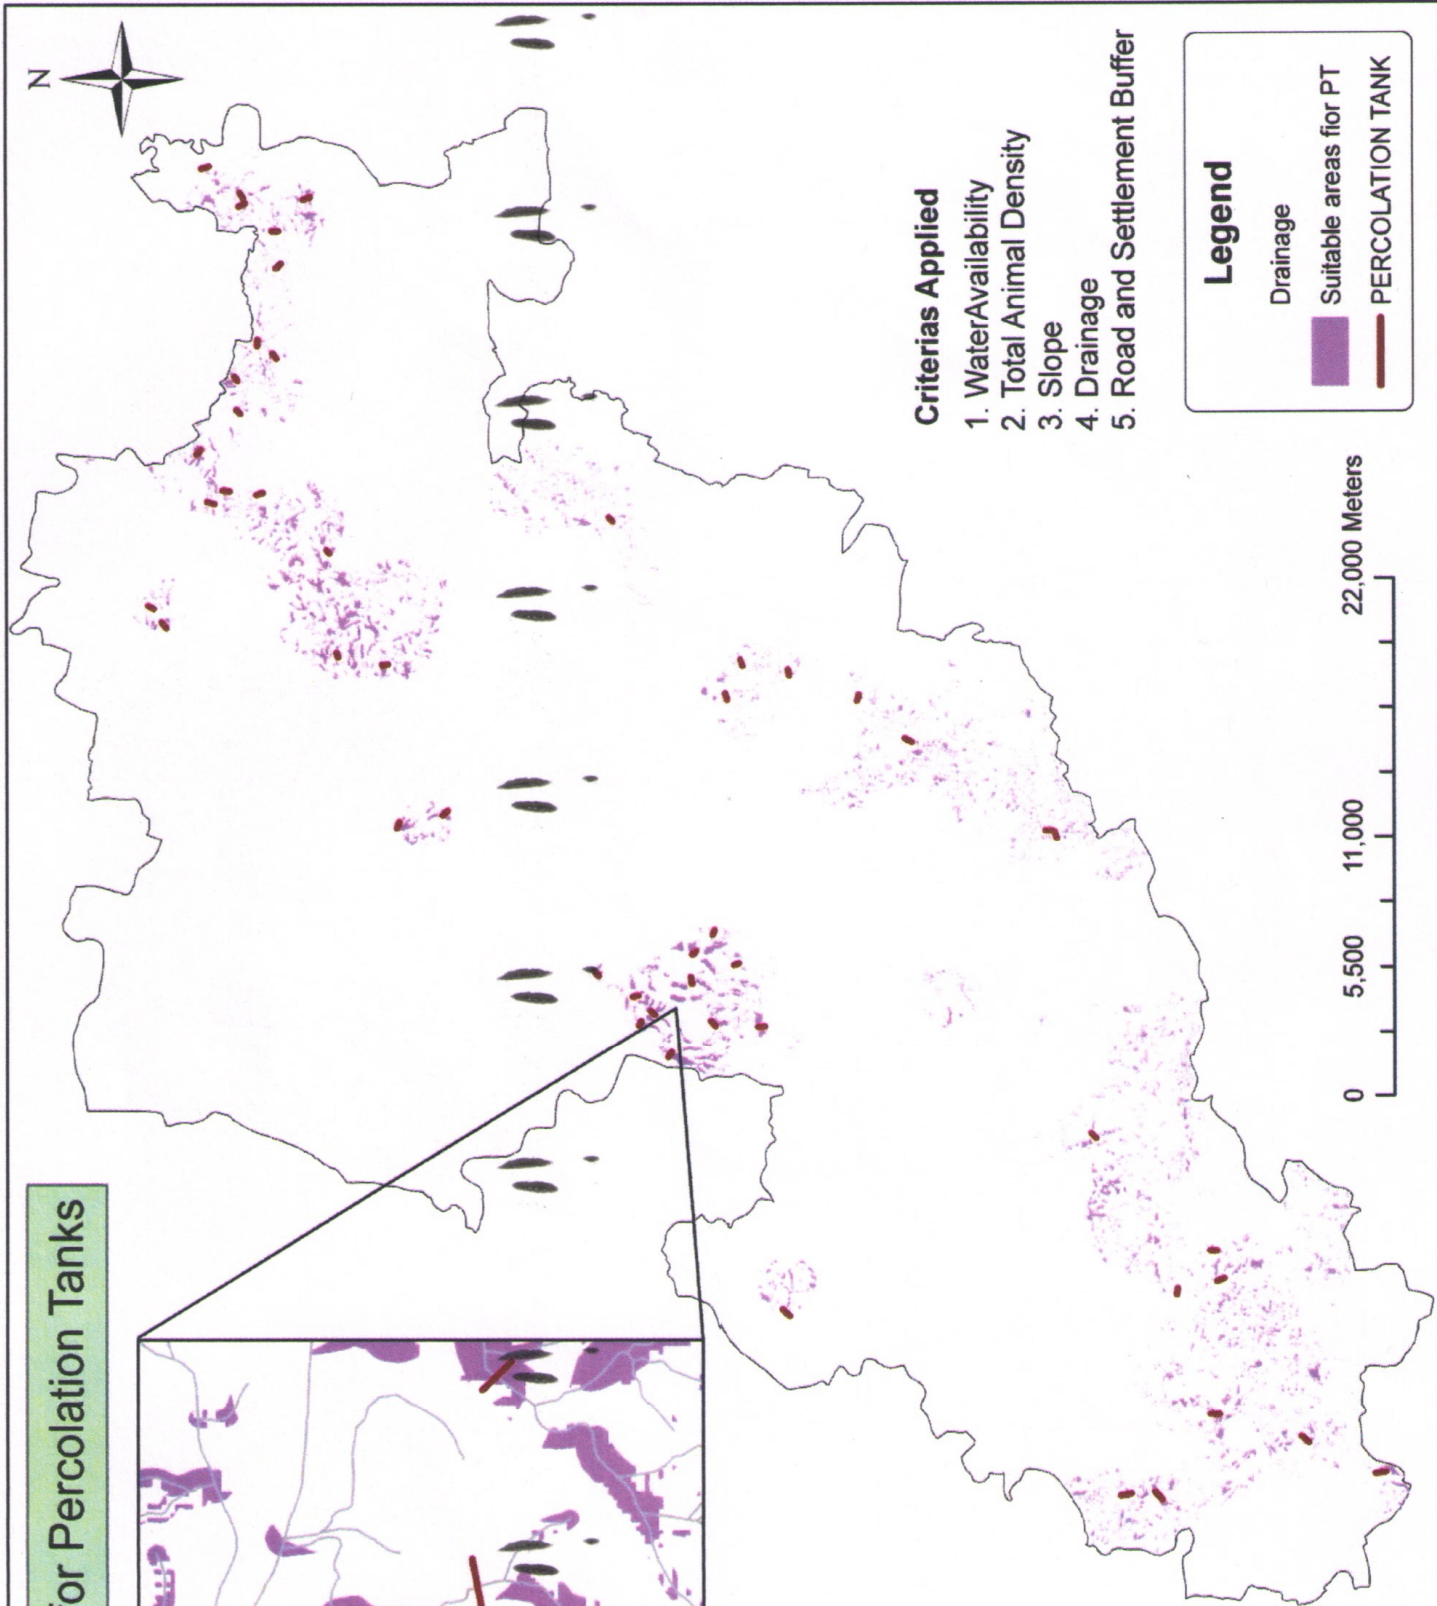 or Percolation Tanks
N
Criterias Applied
1. WaterAvailability
2. Total Animal Density
3. Slope
4. Drainage
5. Road and Settlement Buffer
Legend
Drainage
Suitable areas fior PT
PERCOLATION TANK
0 5,500 11,000 22,000 Meters